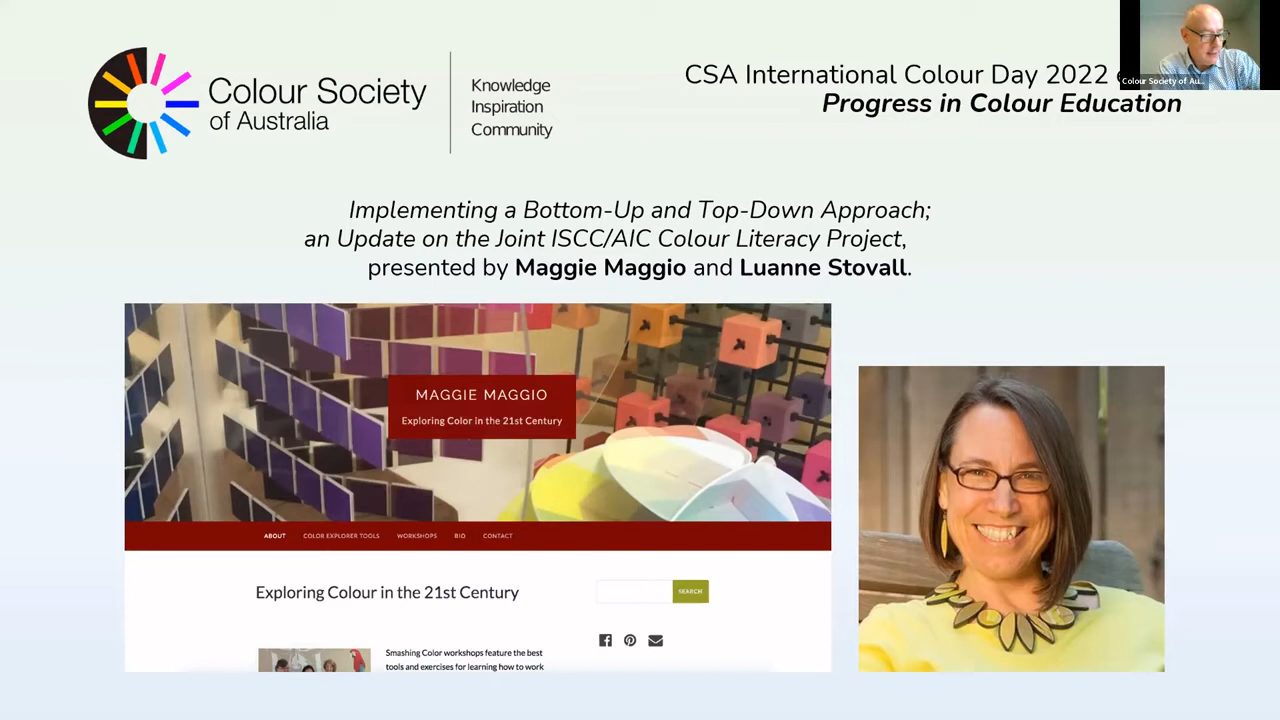 Colour Society
of Australia
Knowledge
Inspiration
Community
CSA International Colour Day 2022
Progress in Colour Education
Colour Society of Au...
Implementing a Bottom-Up and Top-Down Approach;
an Update on the Joint ISCC/AIC Colour Literacy Project,
presented by Maggie Maggio and Luanne Stovall.
MAGGIE MAGGIO
Exploring Color in the 21st Century
ABOUT COLOR EXPLORER TOOLS WORKSHOPS BIO CONTACT
Exploring Colour in the 21st Century
SEARCH
Smashing Color workshops feature the best
tools and exercises for learning how to work